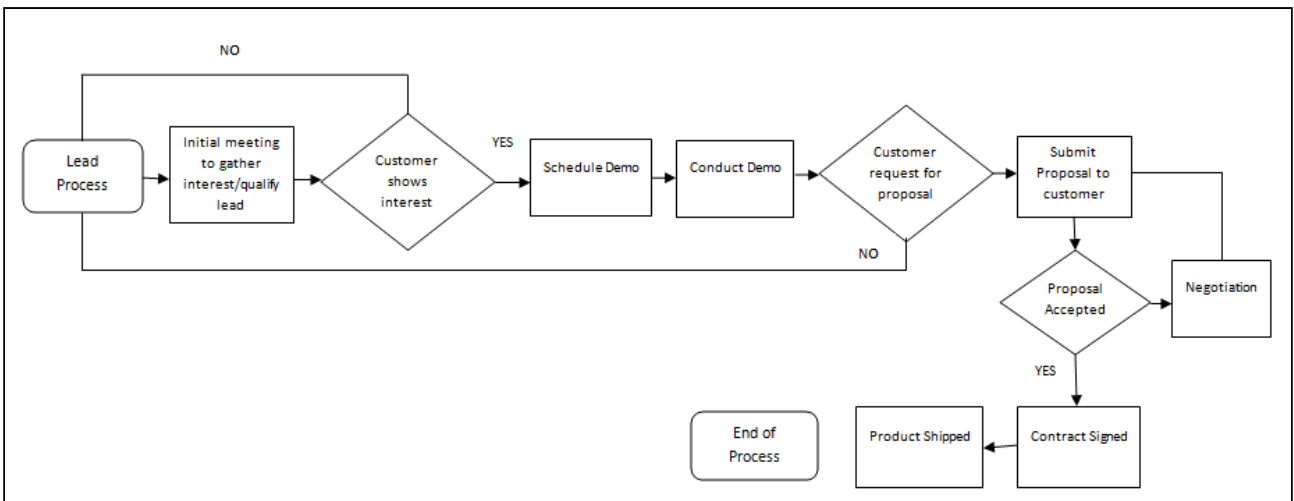 NO
Lead
Process
Initial meeting
to gather
interest/qualify
lead
Customer
shows
interest
YES
Schedule Demo
Conduct Demo
Customer
request for
proposal
NO
Submit
Proposal to
customer
Proposal
Accepted
Negotiation
YES
Contract Signed
Product Shipped
End of
Process